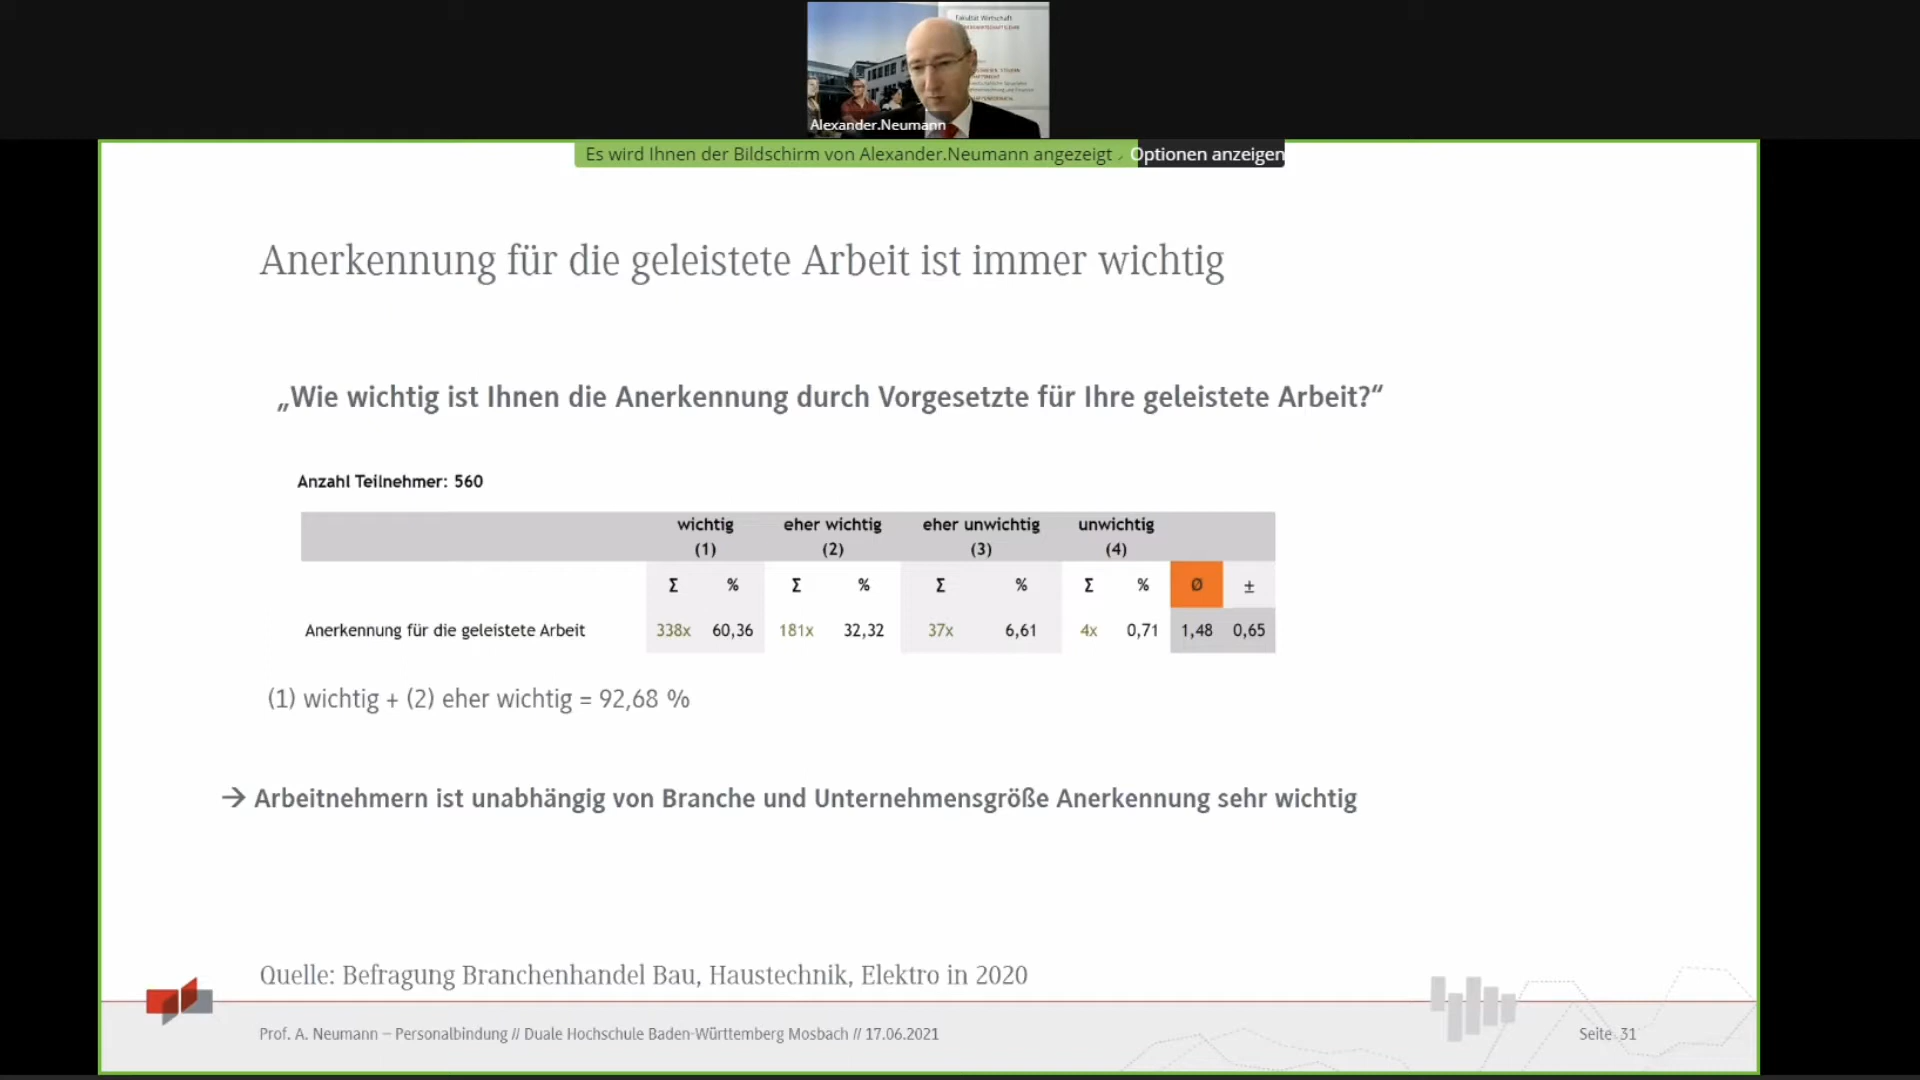 Fakultät Wirtschaft
Alexander.Neumann
Es wird Ihnen der Bildschirm von Alexander.Neumann angezeigt
Optionen anzeigen
Anerkennung für die geleistete Arbeit ist immer wichtig
„Wie wichtig ist Ihnen die Anerkennung durch Vorgesetzte für Ihre geleistete Arbeit?“
Anzahl Teilnehmer: 560
wichtig eher wichtig eher unwichtig unwichtig
(1) (2) (3) (4)
Σ % Σ % Σ % Σ % Ø ±
Anerkennung für die geleistete Arbeit 338x 60,36 181x 32,32 37x 6,61 4x 0,71 1,48 0,65
(1) wichtig + (2) eher wichtig = 92,68 %
→ Arbeitnehmern ist unabhängig von Branche und Unternehmensgröße Anerkennung sehr wichtig
Quelle: Befragung Branchenhandel Bau, Haustechnik, Elektro in 2020
Prof. A. Neumann – Personalbindung // Duale Hochschule Baden-Württemberg Mosbach // 17.06.2021
Seite 31